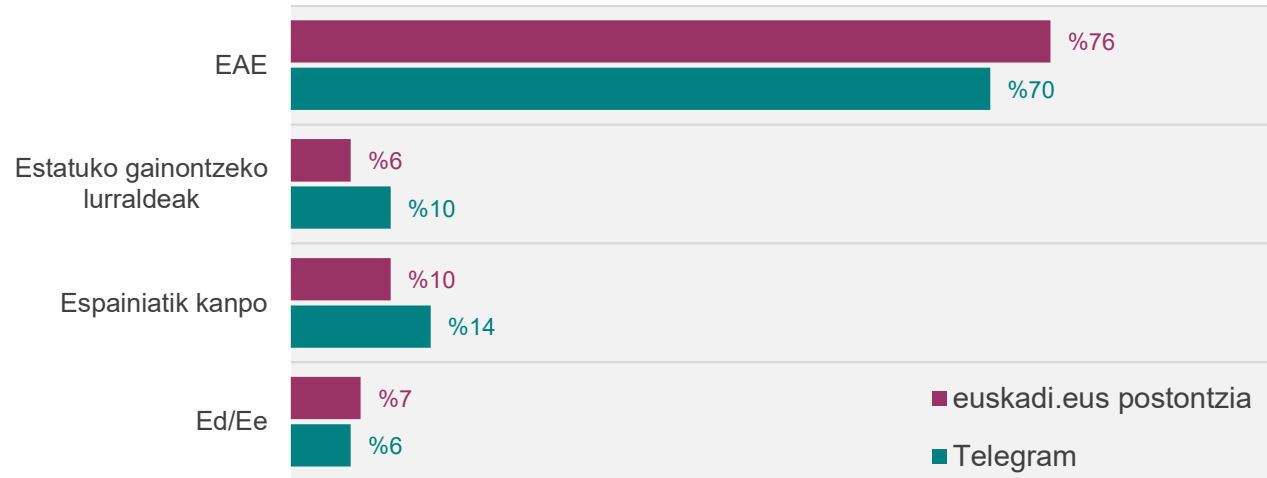 EAE
%76
%70
Estatuko gainontzeko
lurraldeak
%6
%10
Espainiatik kanpo
%10
%14
Ed/Ee
%7
%6
euskadi.eus postontzia
Telegram